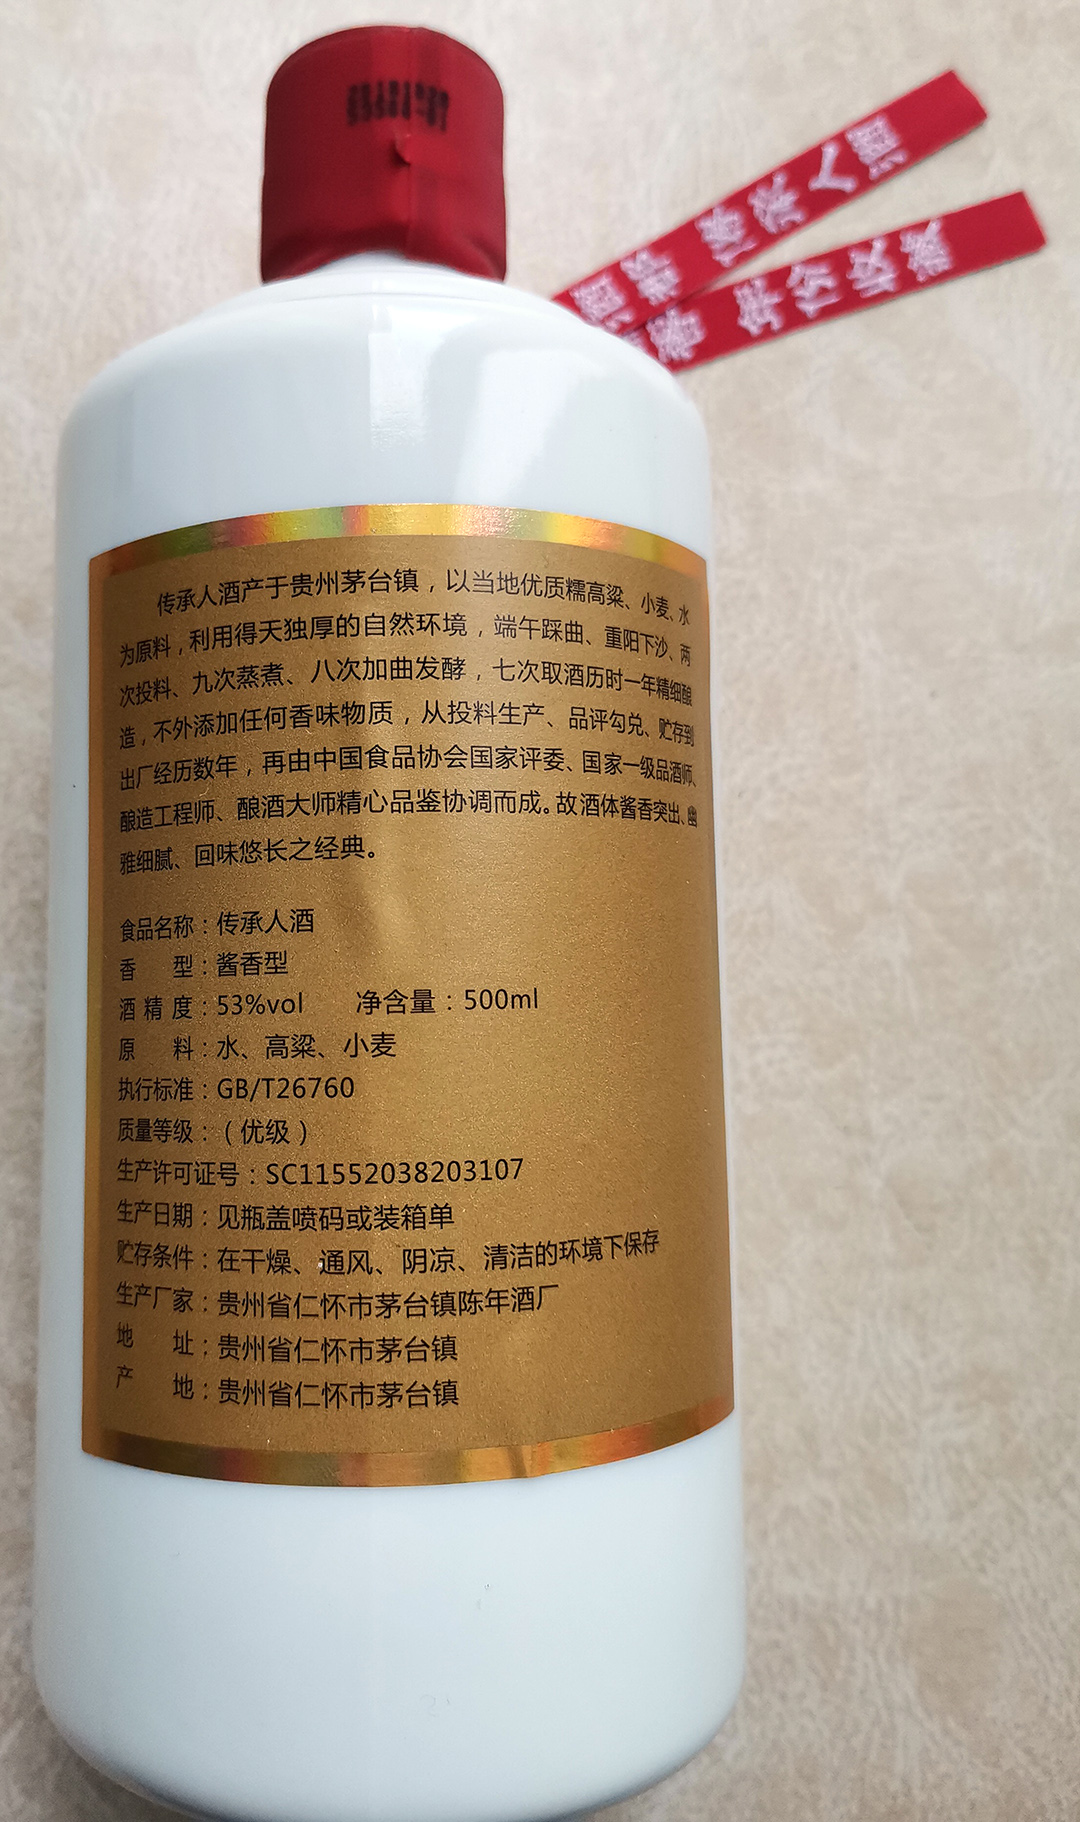 酒 都 传承人酒
香 年份收藏
传承人酒产于贵州茅台镇，以当地优质糯高粱、小麦、水
为原料，利用得天独厚的自然环境，端午踩曲、重阳下沙、两
次投料、九次蒸煮、八次加曲发酵，七次取酒历时一年精细酿
造，不外添加任何香味物质，从投料生产、品评勾兑、贮存到
出厂经历数年，再由中国食品协会国家评委、国家一级品酒师、
酿造工程师、酿酒大师精心品鉴协调而成。故酒体酱香突出、幽
雅细腻、回味悠长之经典。
食品名称：传承人酒
香 型：酱香型
酒精度：53%vol 净含量：500ml
原 料：水、高粱、小麦
执行标准：GB/T26760
质量等级：（优级）
生产许可证号：SC11552038203107
生产日期：见瓶盖喷码或装箱单
贮存条件：在干燥、通风、阴凉、清洁的环境下保存
生产厂家：贵州省仁怀市茅台镇陈年酒厂
地 址：贵州省仁怀市茅台镇
产 地：贵州省仁怀市茅台镇